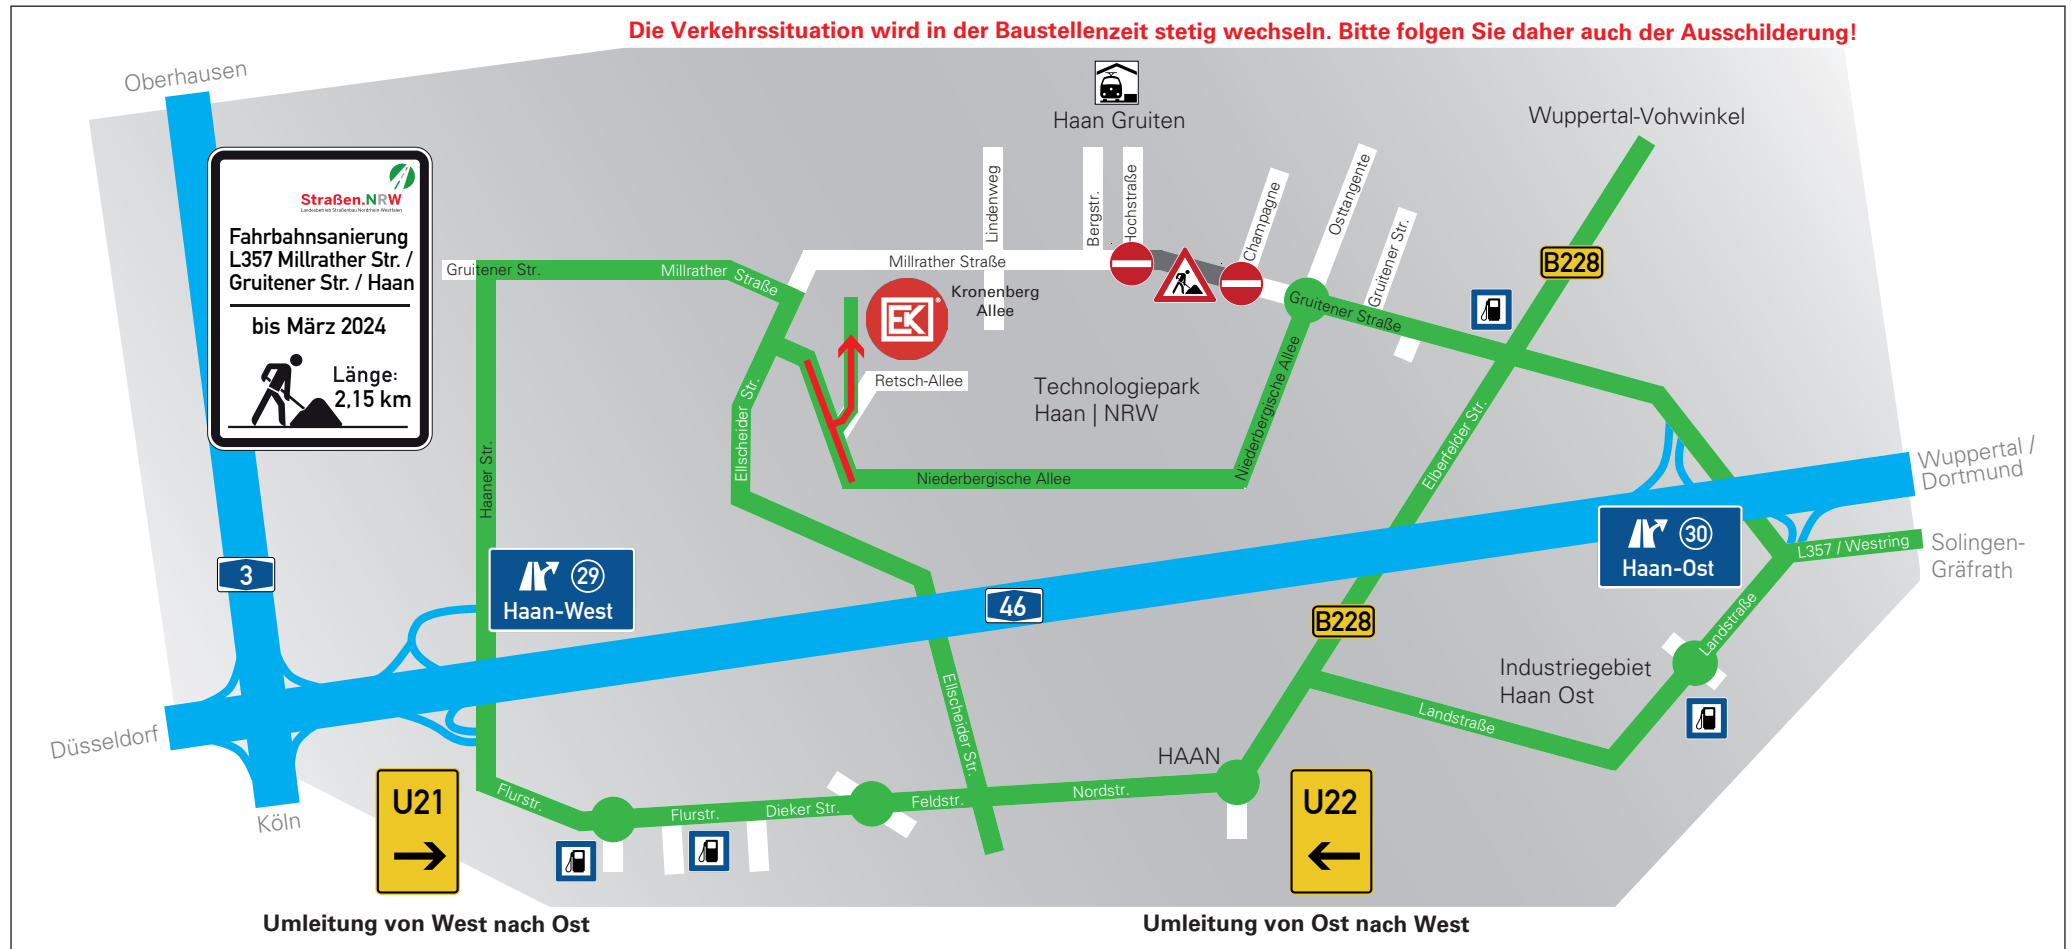 Die Verkehrssituation wird in der Baustellenzeit stetig wechseln. Bitte folgen Sie daher auch der Ausschilderung!
Oberhausen
Haan Gruiten
Wuppertal-Vohwinkel
Straßen.NRW
Landesbetrieb Straßenbau Nordrhein-Westfalen
Fahrbahnsanierung
L357 Millrather Str. /
Gruitener Str. / Haan
bis März 2024
Länge:
2,15 km
Lindenweg
Bergstr.
Hochstraße
Champagne
Osttangente
Gruitener Str.
B228
Gruitener Str.
Millrather Straße
Millrather Straße
Kronenberg
Allee
EK
®
Gruitener Straße
Retsch-Allee
Technologiepark
Haan | NRW
Niederbergische Allee
Elberfelder Str.
Ellscheider Str.
Haaner Str.
Niederbergische Allee
Wuppertal /
Dortmund
3
29
Haan-West
46
30
Haan-Ost
L357 / Westring
Solingen-
Gräfrath
B228
Landstraße
Industriegebiet
Haan Ost
Landstraße
Ellscheider Str.
Düsseldorf
Köln
HAAN
U21
Flurstr.
Flurstr.
Dieker Str.
Feldstr.
Nordstr.
U22
Umleitung von West nach Ost
Umleitung von Ost nach West